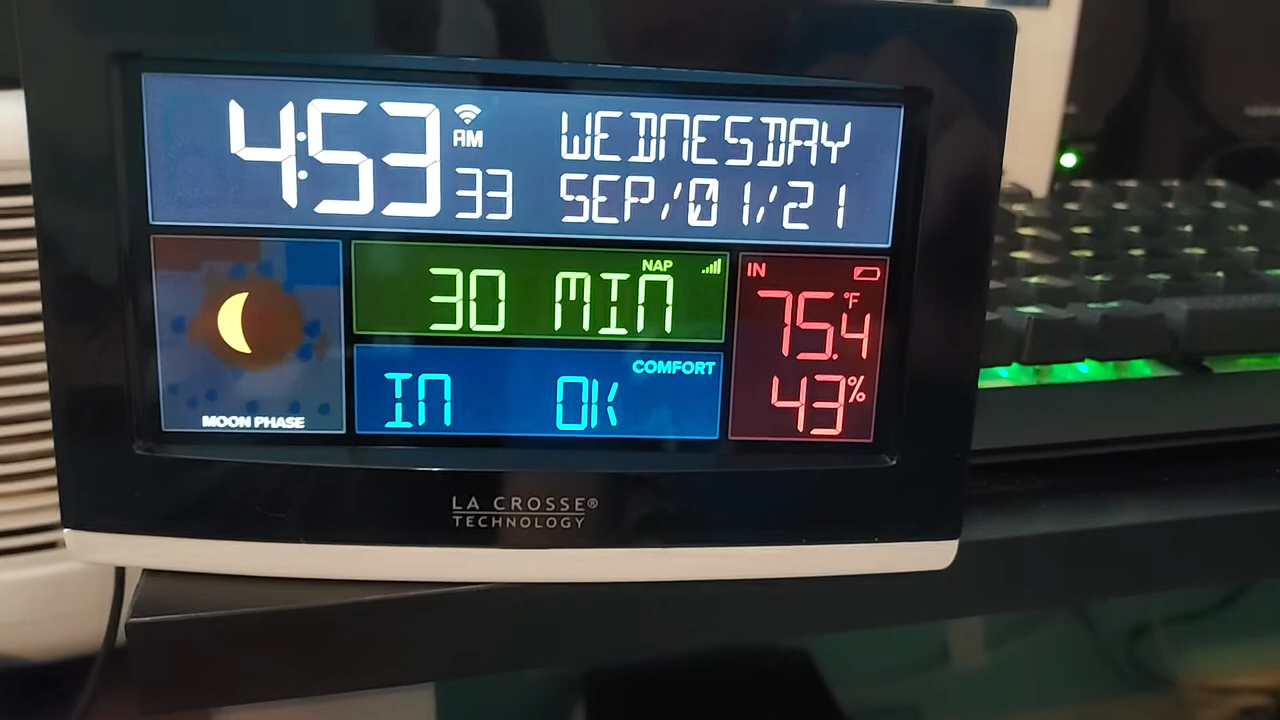 4:53 AM 33
WEDNESDAY
SEP/01/21
MOON PHASE
NAP
30 MIN
COMFORT
IN OK
IN
75.4°F
43%
LA CROSSE®
TECHNOLOGY